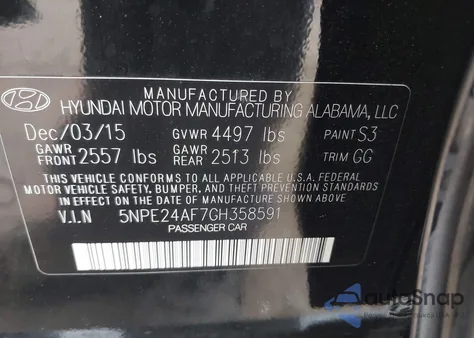 MANUFACTURED BY
HYUNDAI MOTOR MANUFACTURING ALABAMA, LLC
Dec/03/15 GVWR 4497 lbs PAINT S3
GAWR FRONT 2557 lbs GAWR REAR 2513 lbs TRIM GG
THIS VEHICLE CONFORMS TO ALL APPLICABLE U.S.A. FEDERAL
MOTOR VEHICLE SAFETY, BUMPER, AND THEFT PREVENTION STANDARDS
IN EFFECT ON THE DATE OF MANUFACTURE SHOWN ABOVE.
V.I.N 5NPE24AF7GH358591
PASSENGER CAR
autoSnap